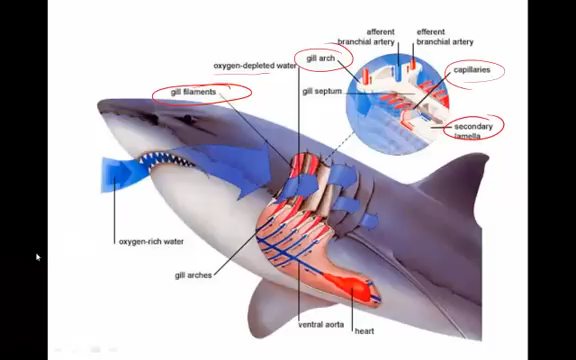 afferent
branchial artery
efferent
branchial artery
gill arch
oxygen-depleted water
capillaries
gill filaments
gill septum
secondary
lamella
oxygen-rich water
gill arches
ventral aorta
heart